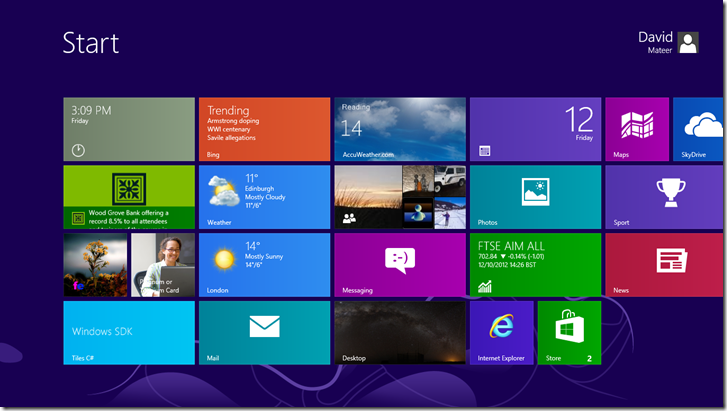 Start
David
Mateer
3:09 PM
Friday
Trending
Armstrong doping
WWI centenary
Savile allegations
Bing
Reading
14
AccuWeather.com
12
Friday
Maps
SkyDrive
Wood Grove Bank offering a
record 8.5% to all attendees
11°
Edinburgh
Mostly Cloudy
11°/6°
Weather
Photos
Sport
Card
14°
Mostly Sunny
14°/6°
London
:-)
Messaging
FTSE AIM ALL
702.84 ▼ -0.14% (-1.01)
12/10/2012 14:26 BST
News
Windows SDK
Tiles C#
Mail
Desktop
Internet Explorer
Store
2